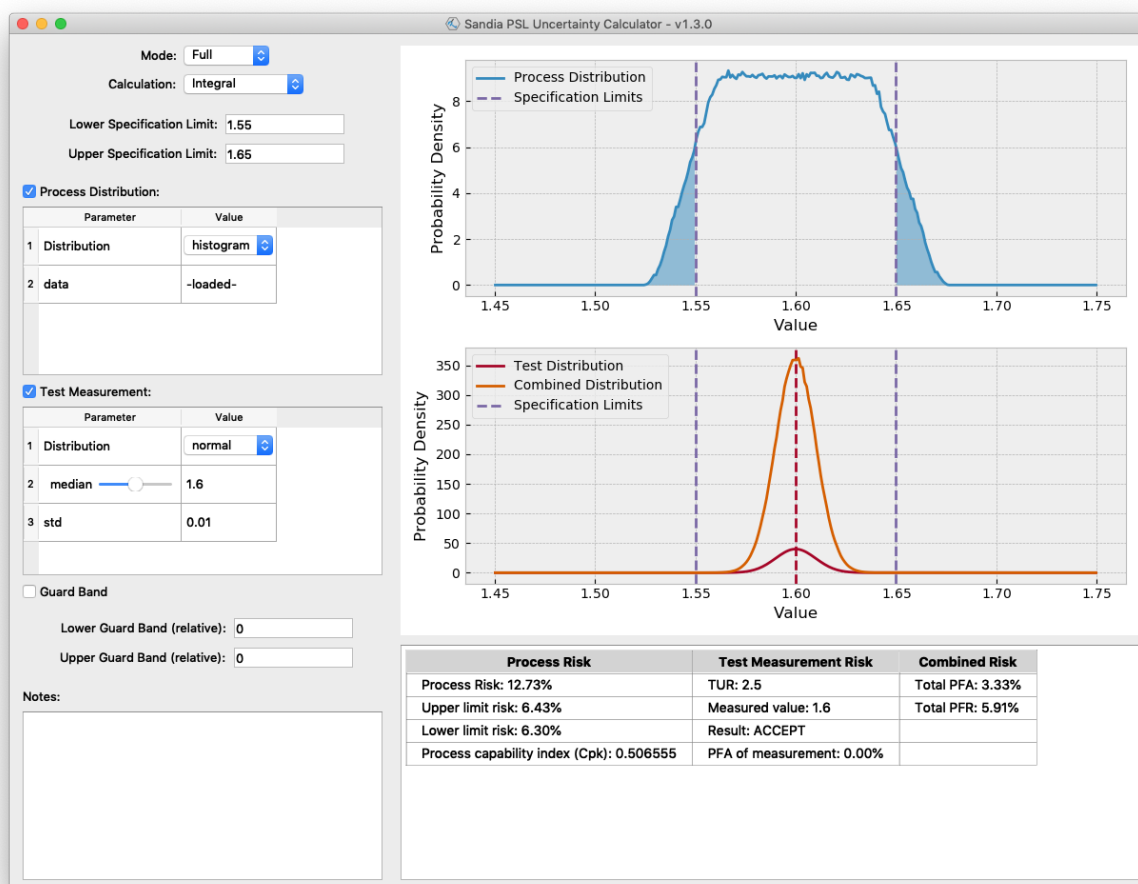 Sandia PSL Uncertainty Calculator - v1.3.0
Mode: Full
Calculation: Integral
Lower Specification Limit: 1.55
Upper Specification Limit: 1.65
Process Distribution:
Parameter Value
1 Distribution histogram
2 data -loaded-
Test Measurement:
Parameter Value
1 Distribution normal
2 median 1.6
3 std 0.01
Guard Band
Lower Guard Band (relative): 0
Upper Guard Band (relative): 0
Notes:
Process Distribution
Specification Limits
Probability Density
8
6
4
2
0
1.45 1.50 1.55 1.60 1.65 1.70 1.75
Value
Test Distribution
Combined Distribution
Specification Limits
Probability Density
350
300
250
200
150
100
50
0
1.45 1.50 1.55 1.60 1.65 1.70 1.75
Value
Process Risk Test Measurement Risk Combined Risk
Process Risk: 12.73% TUR: 2.5 Total PFA: 3.33%
Upper limit risk: 6.43% Measured value: 1.6 Total PFR: 5.91%
Lower limit risk: 6.30% Result: ACCEPT
Process capability index (Cpk): 0.506555 PFA of measurement: 0.00%